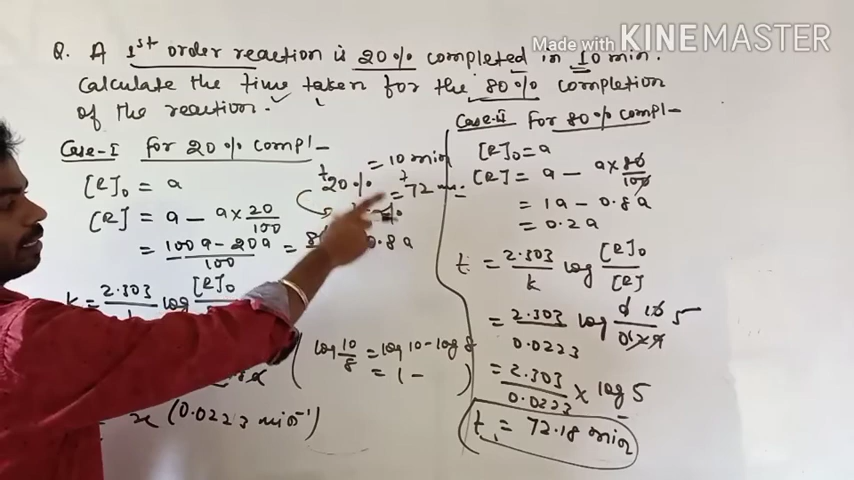 Made with KINEMASTER
Q. A 1st order reaction is 20% completed in 10 min.
Calculate the time taken for the 80% completion
of the reaction.
Case-I for 20% compl-
[R]₀ = a
[R] = a - a × 20/100
= 100a - 20a/100 = 0.8a
k = 2.303/ log [R]₀
(0.0223 min⁻¹)
t20% = 10 min
= 72
log 10/8 = log 10 - log 8
= 1 -
Case-II for 80% compl-
[R]₀ = a
[R] = a - a × 80/100
= 1a - 0.8a
= 0.2a
t = 2.303/k log [R]₀/[R]
= 2.303/0.0223 log 10 5
= 2.303/0.0223 × log 5
t = 72.18 min